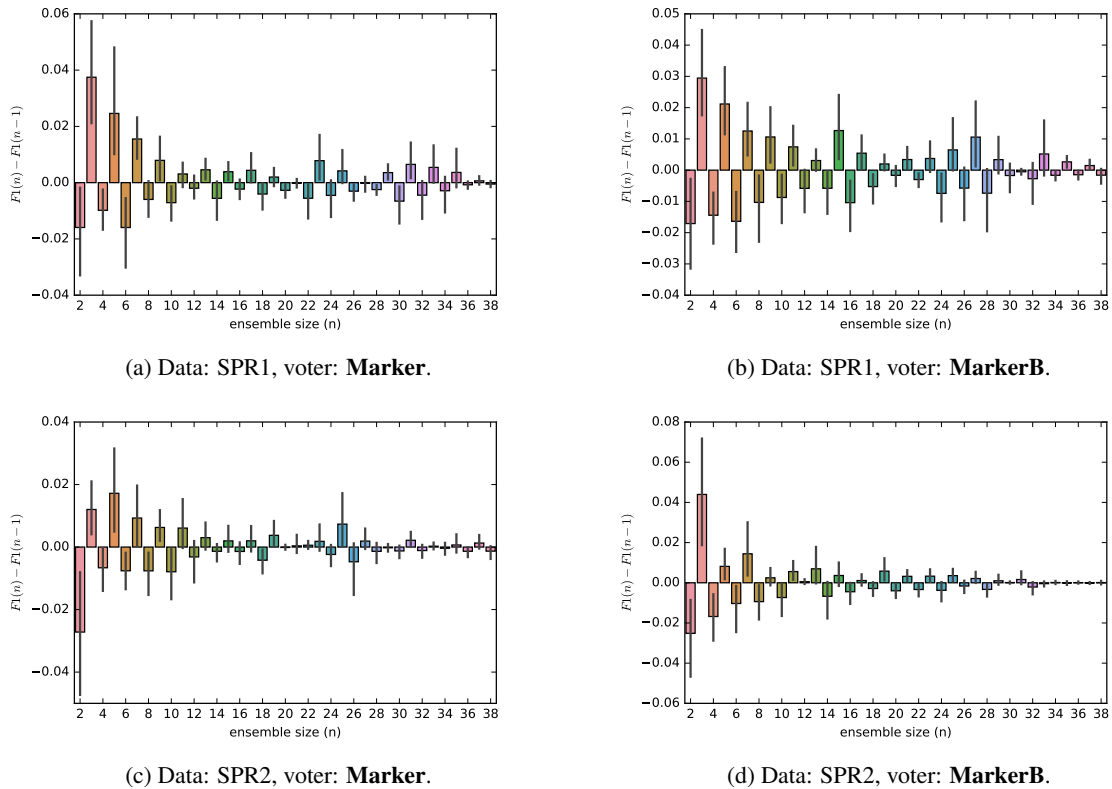 0.06
0.04
0.02
0.00
−0.02
−0.04
F1(n) − F1(n−1)
2 4 6 8 10 12 14 16 18 20 22 24 26 28 30 32 34 36 38
ensemble size (n)
(a) Data: SPR1, voter: Marker.
0.05
0.04
0.03
0.02
0.01
0.00
−0.01
−0.02
−0.03
−0.04
F1(n) − F1(n−1)
2 4 6 8 10 12 14 16 18 20 22 24 26 28 30 32 34 36 38
ensemble size (n)
(b) Data: SPR1, voter: MarkerB.
0.04
0.02
0.00
−0.02
−0.04
F1(n) − F1(n−1)
2 4 6 8 10 12 14 16 18 20 22 24 26 28 30 32 34 36 38
ensemble size (n)
(c) Data: SPR2, voter: Marker.
0.08
0.06
0.04
0.02
0.00
−0.02
−0.04
−0.06
F1(n) − F1(n−1)
2 4 6 8 10 12 14 16 18 20 22 24 26 28 30 32 34 36 38
ensemble size (n)
(d) Data: SPR2, voter: MarkerB.